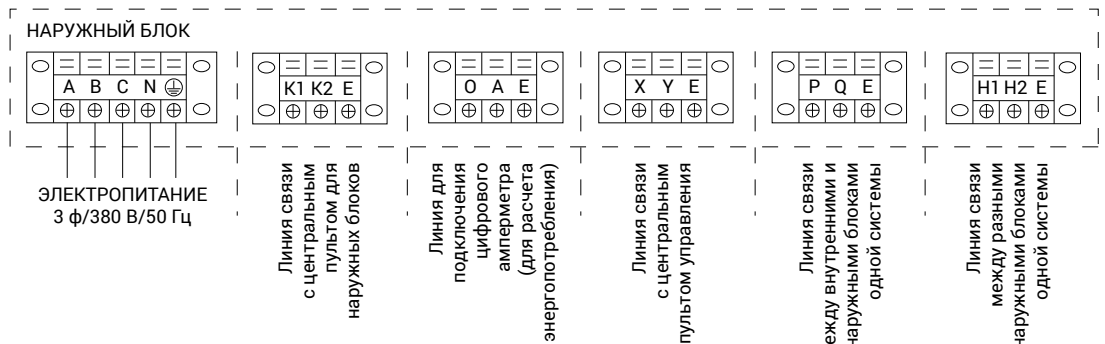 НАРУЖНЫЙ БЛОК
A B C N
K1 K2 E
O A E
X Y E
P Q E
H1 H2 E
ЭЛЕКТРОПИТАНИЕ
3 ф/380 В/50 Гц
Линия связи
с центральным
пультом для
наружных блоков
Линия для
подключения
цифрового
амперметра
(для расчета
энергопотребления)
Линия связи
с центральным
пультом управления
Линия связи
ежду внутренними и
наружными блоками
одной системы
Линия связи
между разными
наружными блоками
одной системы